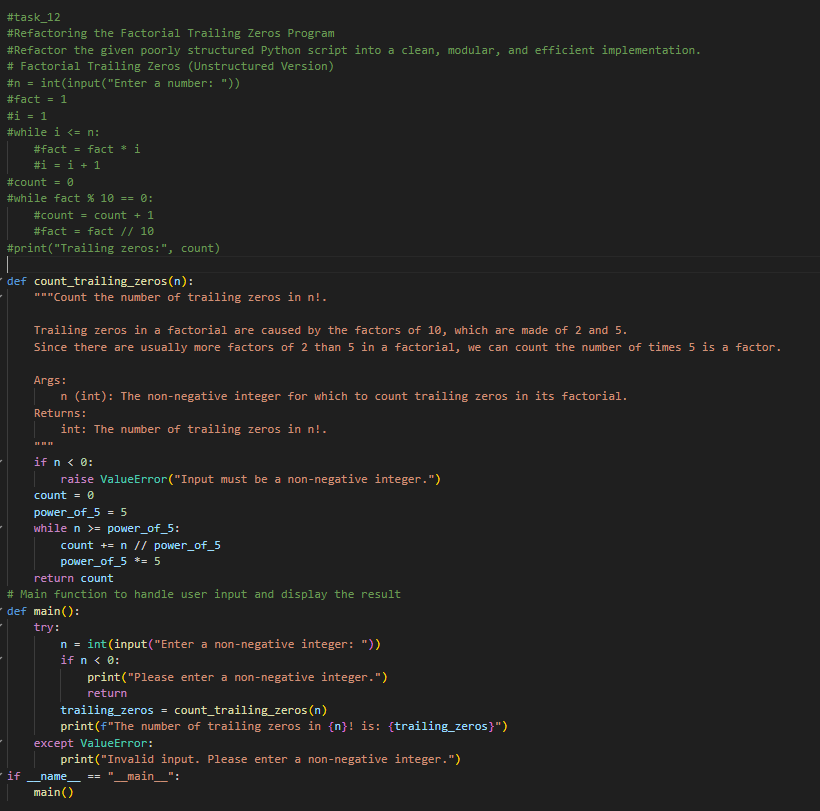 #task_12
#Refactoring the Factorial Trailing Zeros Program
#Refactor the given poorly structured Python script into a clean, modular, and efficient implementation.
# Factorial Trailing Zeros (Unstructured Version)
#n = int(input("Enter a number: "))
#fact = 1
#i = 1
#while i <= n:
    #fact = fact * i
    #i = i + 1
#count = 0
#while fact % 10 == 0:
    #count = count + 1
    #fact = fact // 10
#print("Trailing zeros:", count)

def count_trailing_zeros(n):
    """Count the number of trailing zeros in n!.

    Trailing zeros in a factorial are caused by the factors of 10, which are made of 2 and 5.
    Since there are usually more factors of 2 than 5 in a factorial, we can count the number of times 5 is a factor.

    Args:
        n (int): The non-negative integer for which to count trailing zeros in its factorial.
    Returns:
        int: The number of trailing zeros in n!.
    """
    if n < 0:
        raise ValueError("Input must be a non-negative integer.")
    count = 0
    power_of_5 = 5
    while n >= power_of_5:
        count += n // power_of_5
        power_of_5 *= 5
    return count
# Main function to handle user input and display the result
def main():
    try:
        n = int(input("Enter a non-negative integer: "))
        if n < 0:
            print("Please enter a non-negative integer.")
            return
        trailing_zeros = count_trailing_zeros(n)
        print(f"The number of trailing zeros in {n}! is: {trailing_zeros}")
    except ValueError:
        print("Invalid input. Please enter a non-negative integer.")
if __name__ == "__main__":
    main()